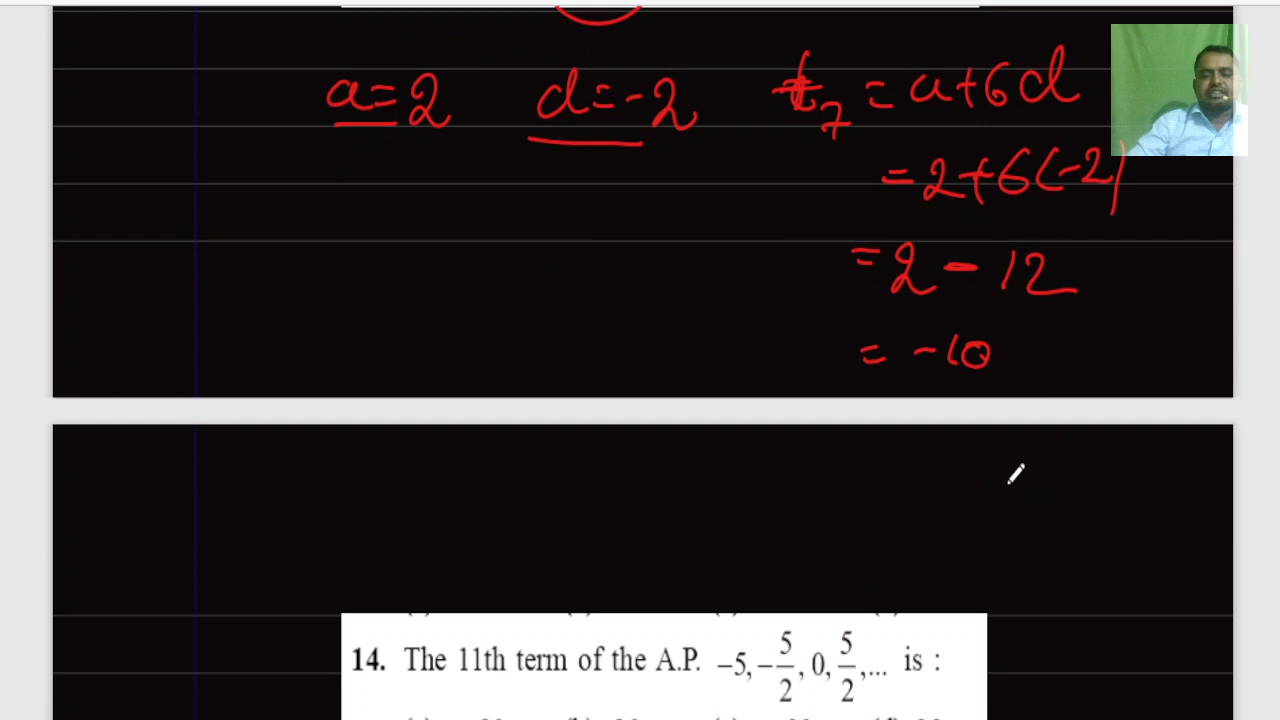 a=2 d=-2 t7 = a+6d
= 2+6(-2)
= 2 - 12
= -10
14. The 11th term of the A.P. –5, –5/2, 0, 5/2,... is :